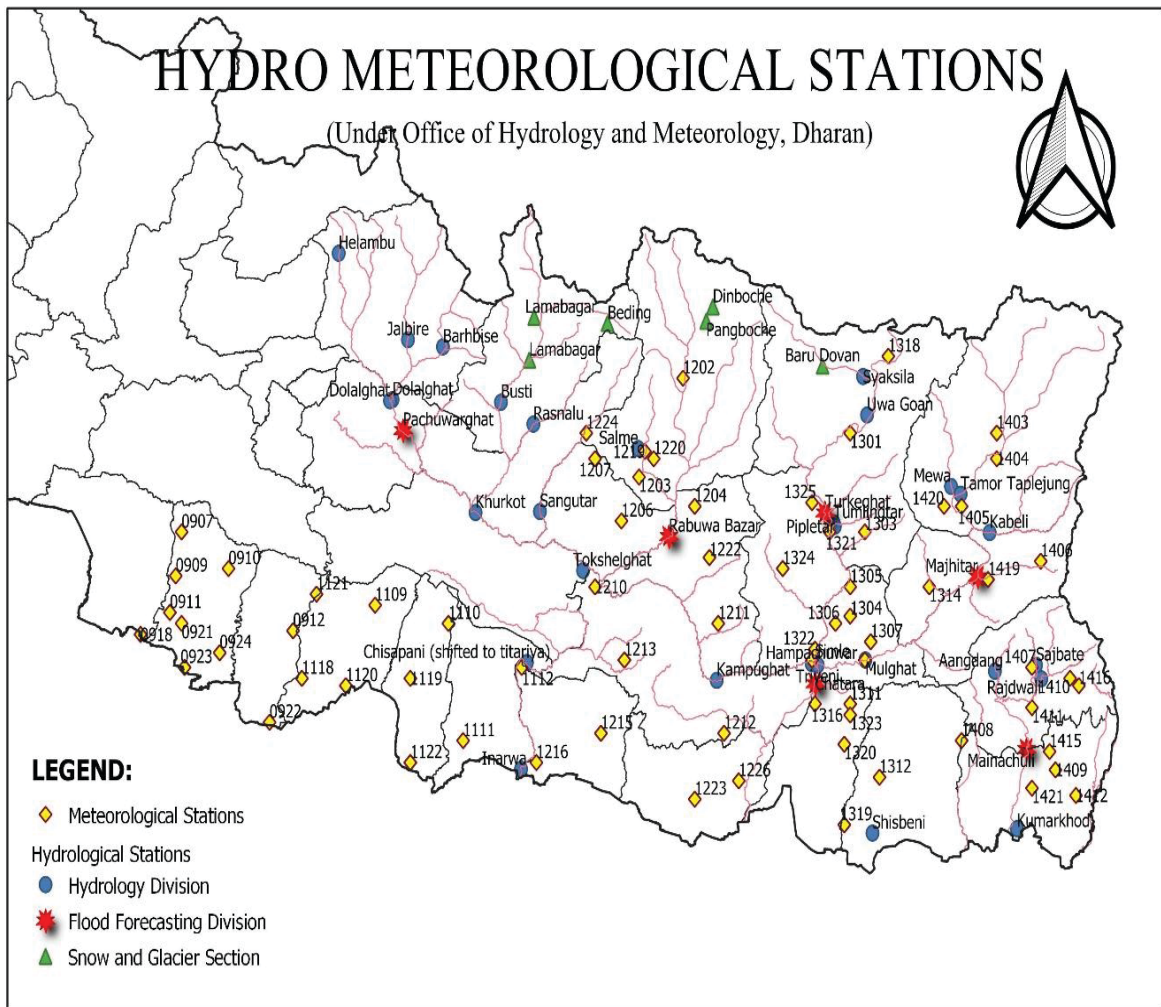 HYDRO METEOROLOGICAL STATIONS
(Under Office of Hydrology and Meteorology, Dharan)
Helambu
Dinboche
Lamabagar
Beding
Pangboche
Jalbire
Barhbise
1318
Lamabagar
Baru Dovan
1202
Syaksila
Dolalghat
Dolalghat
Busti
Uwa Goan
Pachuwarghat
Rasnalu
1224
Salme
1301
1403
1219
1220
1207
1404
1203
Mewa
Tamor Taplejung
Khurkot
Sangutar
1204
1325
Turkeghat
Tumlingtar
1420
1405
1206
Rabuwa Bazar
Pipletar
1303
Kabeli
0907
1321
1222
1406
Tokshelghat
1324
Majhitar
0910
0909
1419
1210
1305
1314
1121
1109
0911
1110
1211
1306
1304
0921
0912
0918
1307
1322
0924
Chisapani (shifted to titariya)
1213
Simle
0923
Hampachuwar
Mulghat
Aangdang
1407
Sajbate
1118
1119
1112
Kampughat
Triveni
Rajdwali
1410
1416
1120
Chatara
1311
1316
1411
0922
1323
1111
1215
1212
1408
1320
1415
Mainachuli
1122
Inarwa
1216
1312
1409
1226
1223
1421
1412
1319
Shisbeni
Kumarkhod
LEGEND:
Meteorological Stations
Hydrological Stations
Hydrology Division
Flood Forecasting Division
Snow and Glacier Section